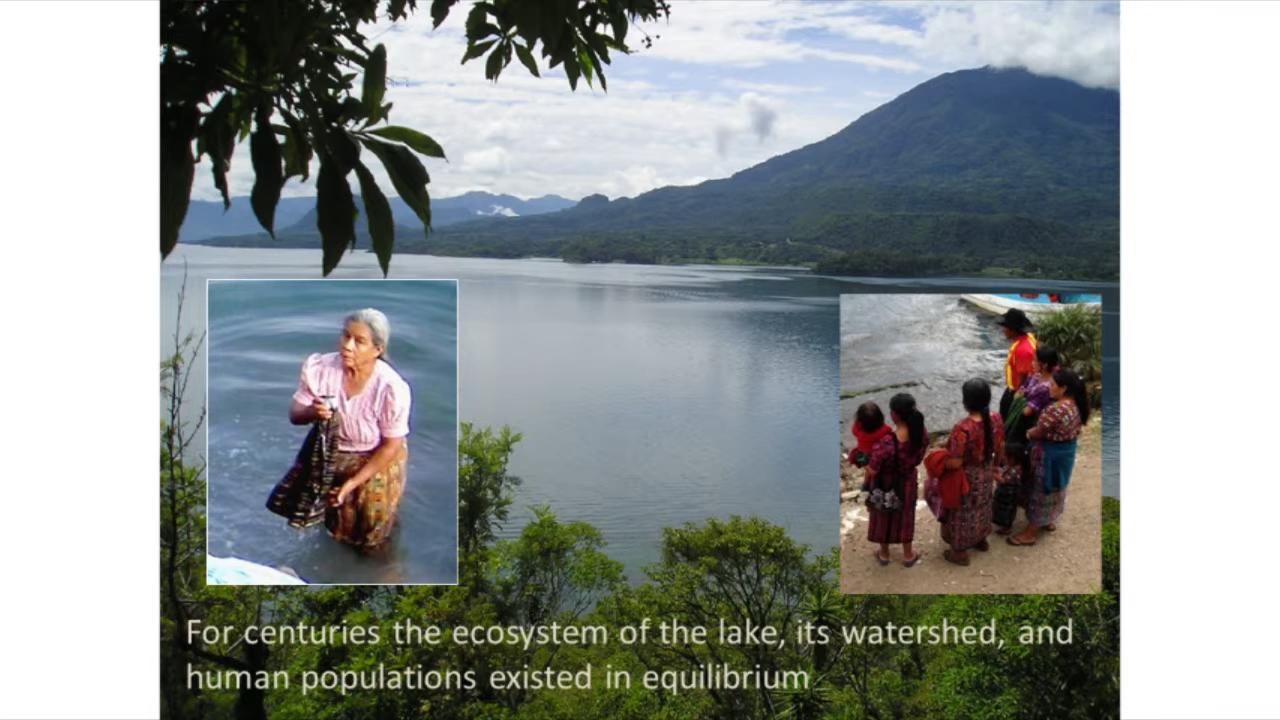 For centuries the ecosystem of the lake, its watershed, and
human populations existed in equilibrium